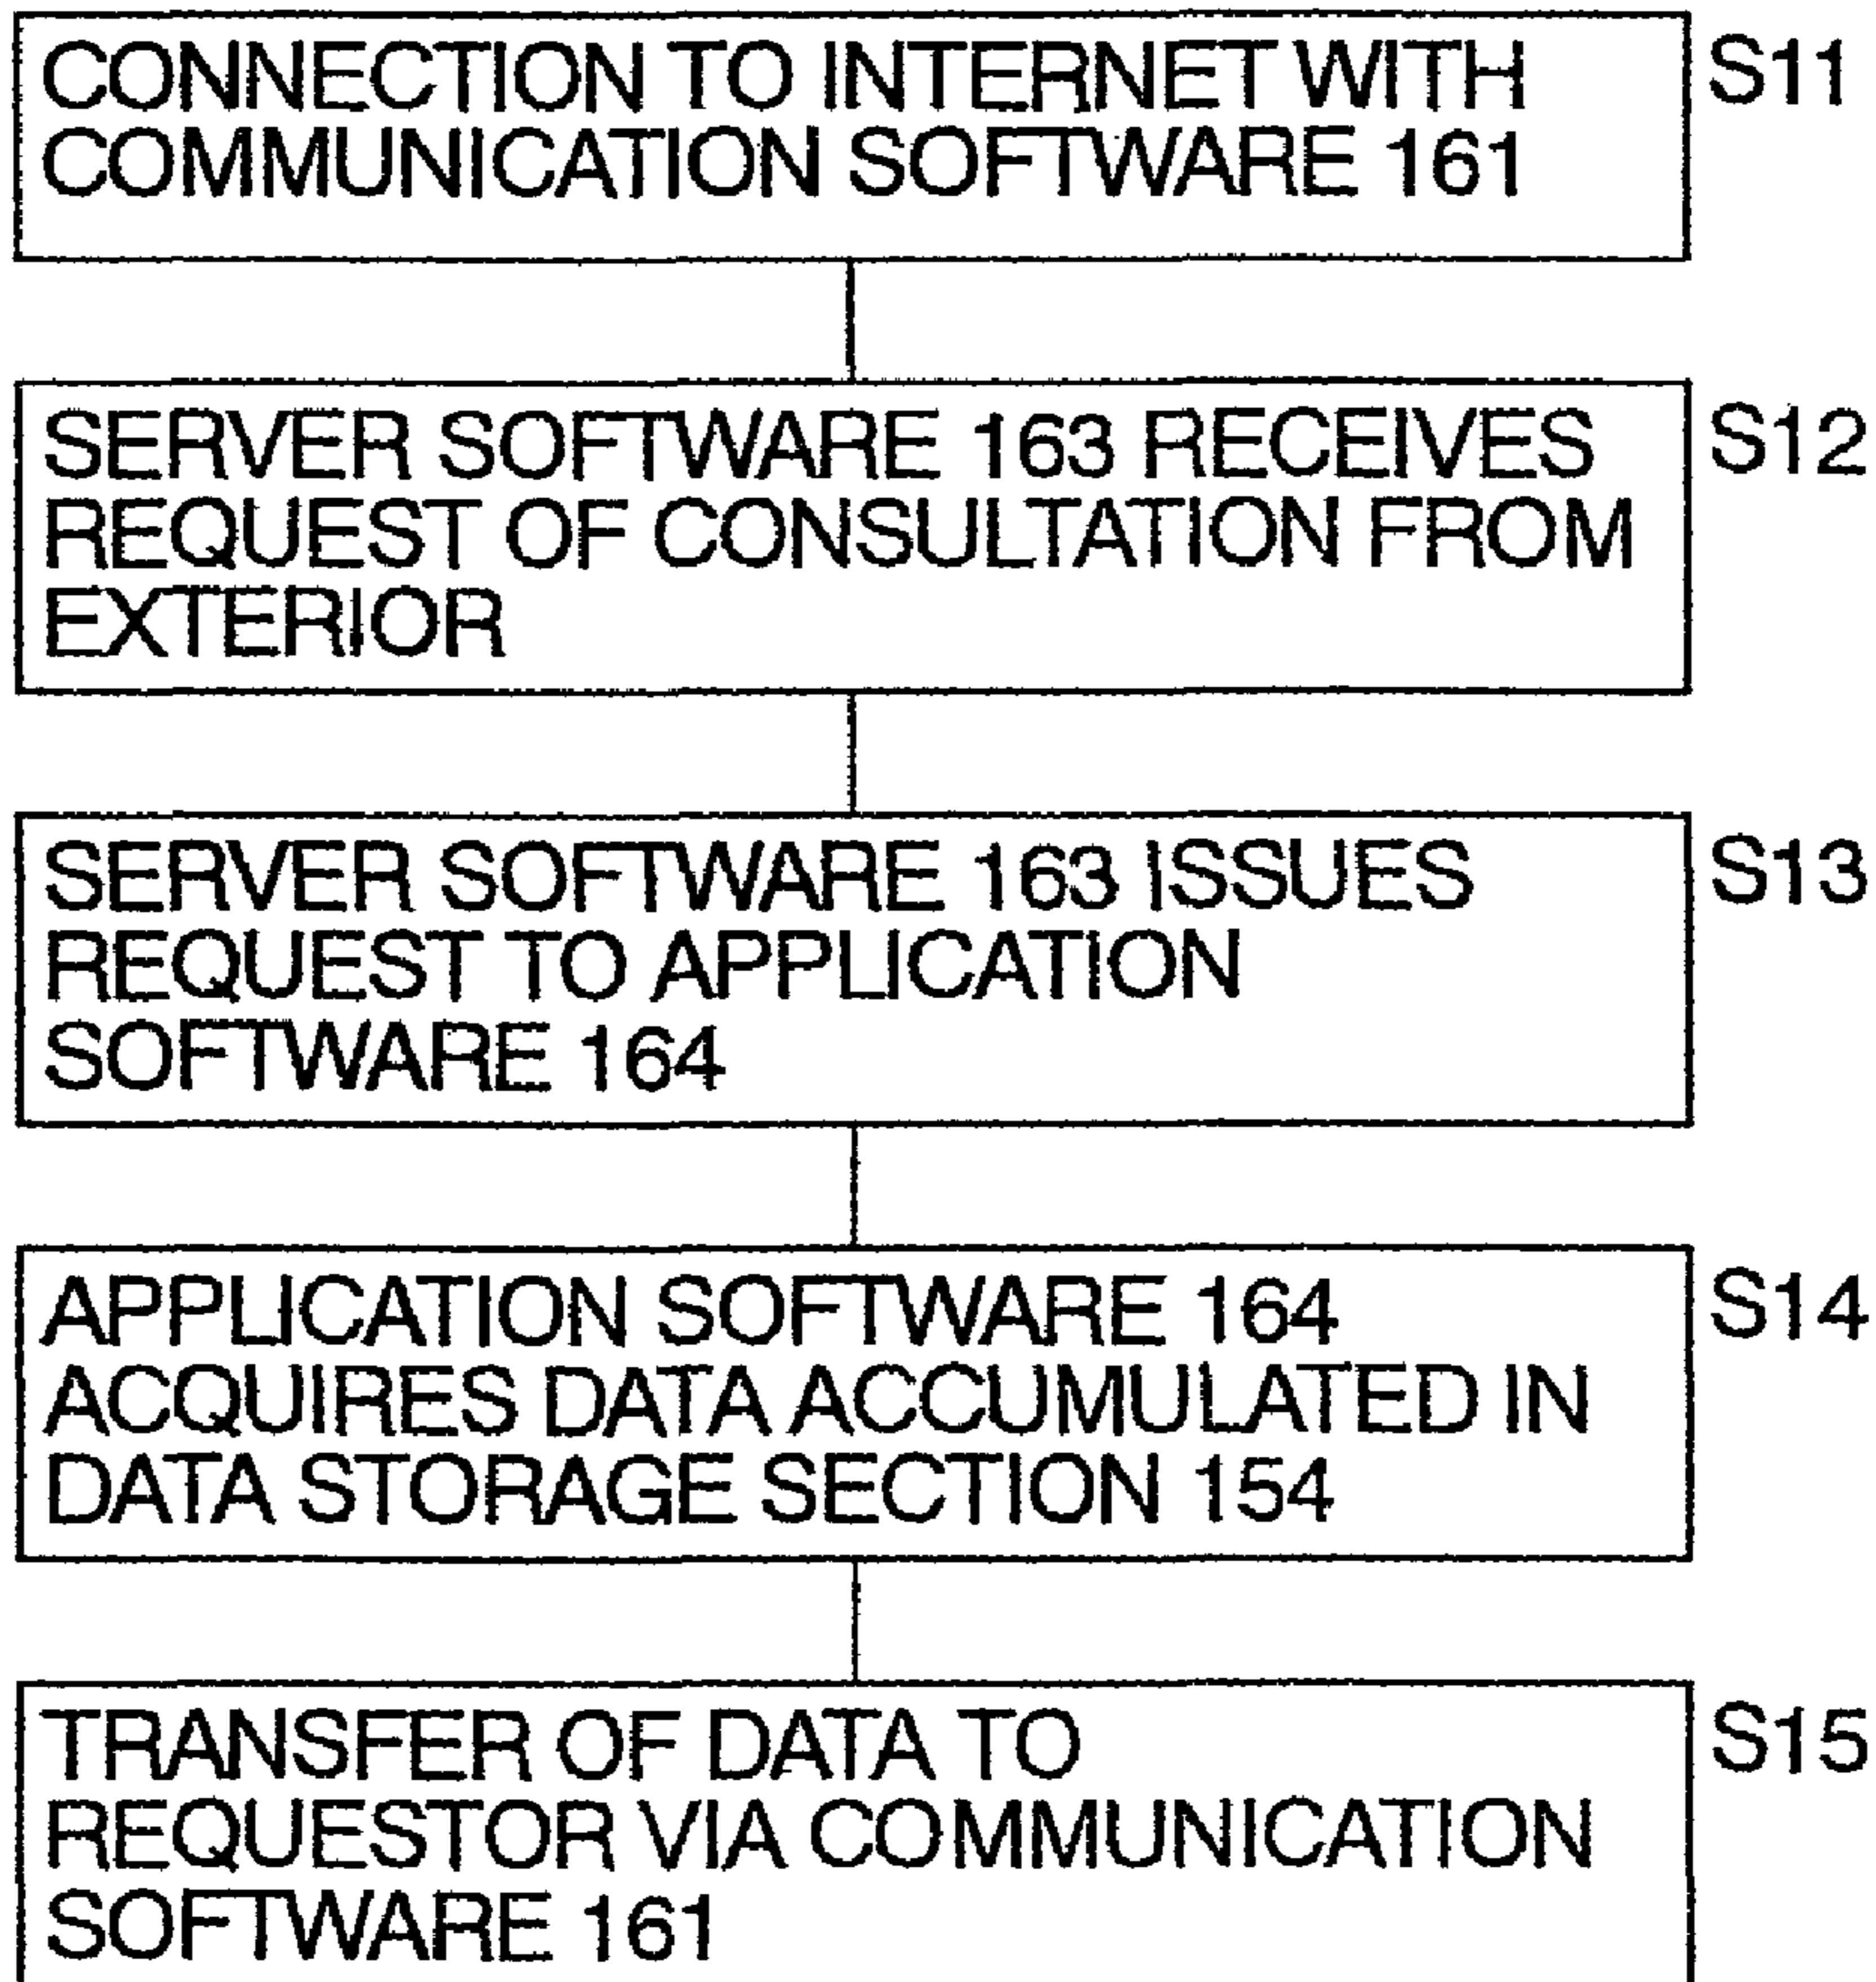 CONNECTION TO INTERNET WITH
COMMUNICATION SOFTWARE 161
S11
SERVER SOFTWARE 163 RECEIVES
REQUEST OF CONSULTATION FROM
EXTERIOR
S12
SERVER SOFTWARE 163 ISSUES
REQUEST TO APPLICATION
SOFTWARE 164
S13
APPLICATION SOFTWARE 164
ACQUIRES DATA ACCUMULATED IN
DATA STORAGE SECTION 154
S14
TRANSFER OF DATA TO
REQUESTOR VIA COMMUNICATION
SOFTWARE 161
S15